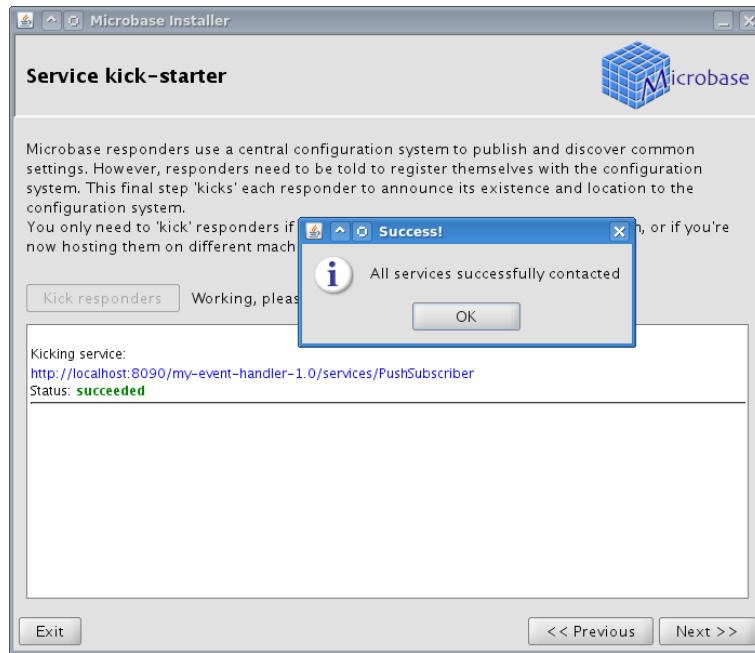 Microbase Installer
Service kick-starter
Microbase
Microbase responders use a central configuration system to publish and discover common
settings. However, responders need to be told to register themselves with the configuration
system. This final step 'kicks' each responder to announce its existence and location to the
configuration system.
You only need to 'kick' responders if , or if you're
now hosting them on different mach
Success!
All services successfully contacted
OK
Kick responders Working, pleas
Kicking service:
http://localhost:8090/my-event-handler-1.0/services/PushSubscriber
Status: succeeded
Exit << Previous Next >>